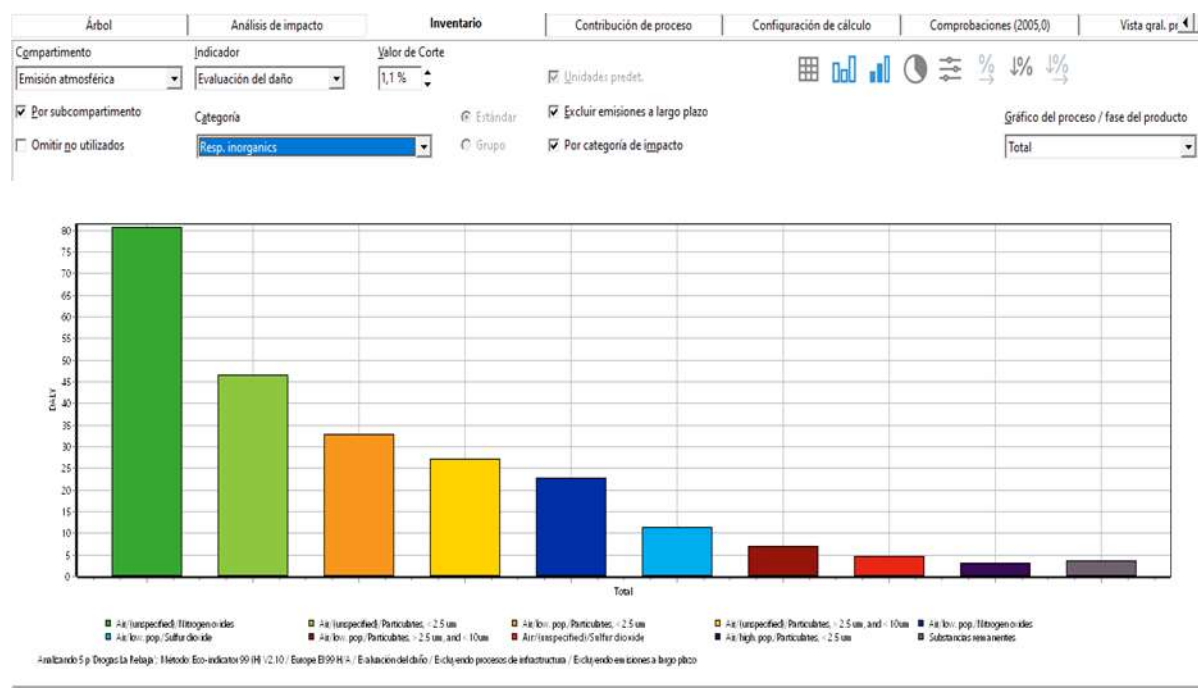 Árbol Análisis de impacto Inventario Contribución de proceso Configuración de cálculo Comprobaciones (2005,0) Vista gral. pr
Compartimento Indicador Valor de Corte
Emisión atmosférica Evaluación del daño 1,1 % Unidades predet.
Por subcompartimento Categoría Estándar Excluir emisiones a largo plazo Gráfico del proceso / fase del producto
Omitir no utilizados Resp. inorganics Grupo Por categoría de impacto Total
80
75
70
65
60
55
50
45
40
35
30
25
20
15
10
5
0
DALY
Total
Air/(unspecified)/Nitrogen oxides Air/(unspecified)/Particulates, < 2.5 um Air/low. pop./Particulates, < 2.5 um Air/(unspecified)/Particulates, > 2.5 um, and < 10um Air/low. pop./Nitrogen oxides
Air/low. pop./Sulfur dioxide Air/low. pop./Particulates, > 2.5 um, and < 10um Air/(unspecified)/Sulfur dioxide Air/high. pop./Particulates, < 2.5 um Substancias remanentes
Analizando 5 p 'Drogas La Rebaja'; Método: Eco-indicator 99 (H) V2.10 / Europe EI 99 H/A / Evaluación del daño / Excluyendo procesos de infraestructura / Excluyendo emisiones a largo plazo